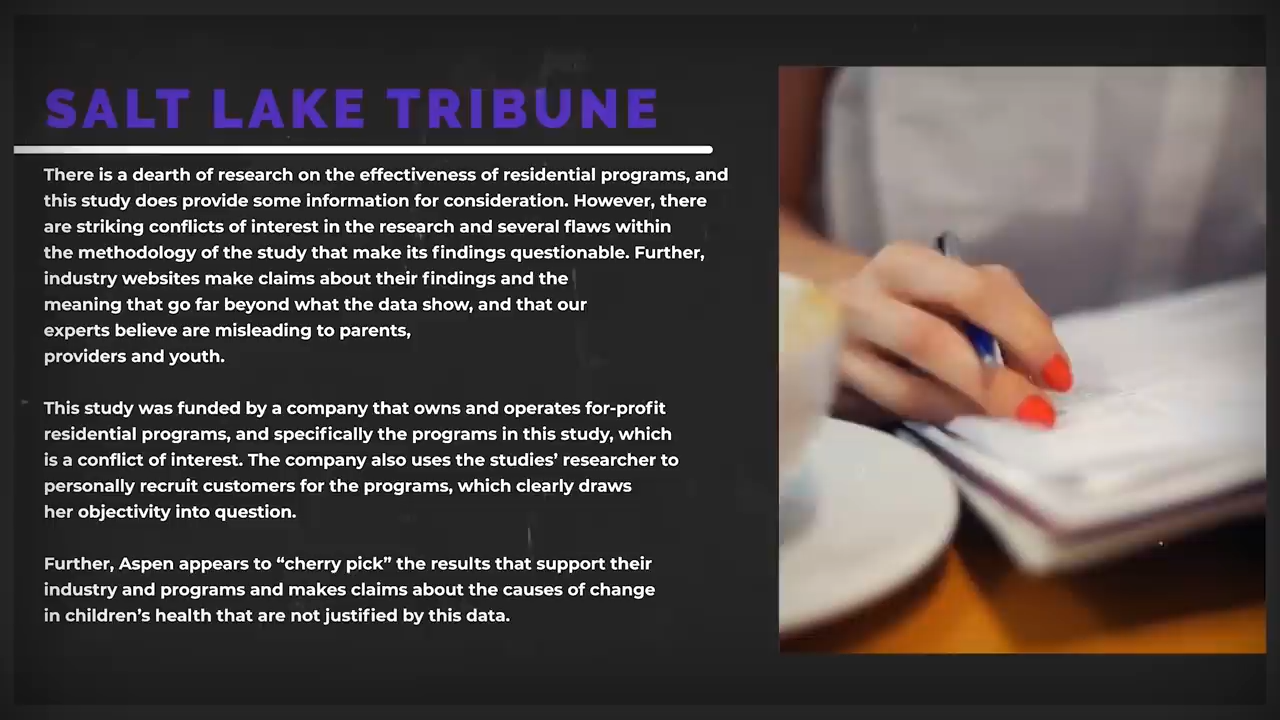 SALT LAKE TRIBUNE
There is a dearth of research on the effectiveness of residential programs, and
this study does provide some information for consideration. However, there
are striking conflicts of interest in the research and several flaws within
the methodology of the study that make its findings questionable. Further,
industry websites make claims about their findings and the
meaning that go far beyond what the data show, and that our
experts believe are misleading to parents,
providers and youth.
This study was funded by a company that owns and operates for-profit
residential programs, and specifically the programs in this study, which
is a conflict of interest. The company also uses the studies’ researcher to
personally recruit customers for the programs, which clearly draws
her objectivity into question.
Further, Aspen appears to “cherry pick” the results that support their
industry and programs and makes claims about the causes of change
in children’s health that are not justified by this data.